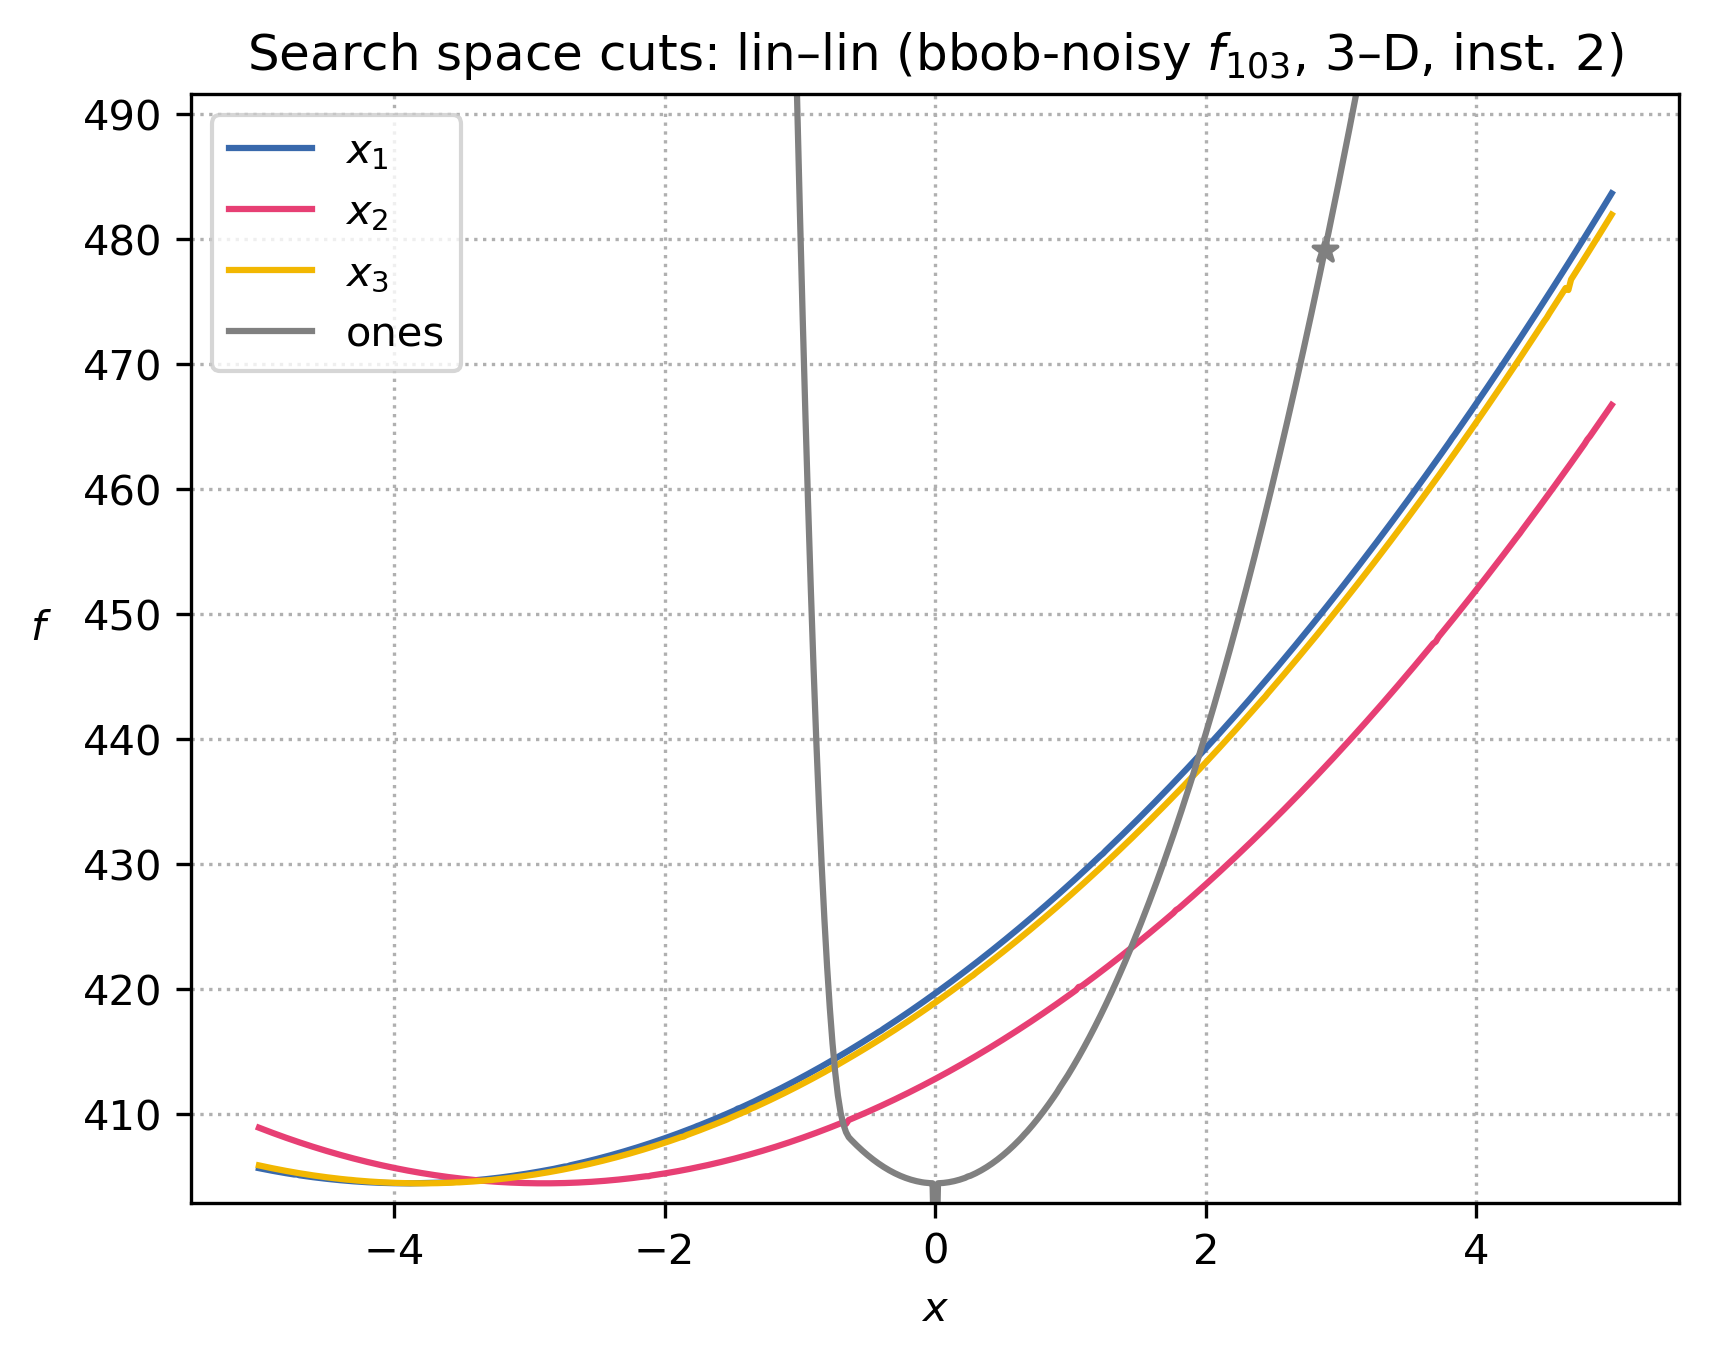 Search space cuts: lin–lin (bbob-noisy f₁₀₃, 3–D, inst. 2)
x₁
x₂
x₃
ones
490
480
470
460
450
440
430
420
410
f
−4 −2 0 2 4
x